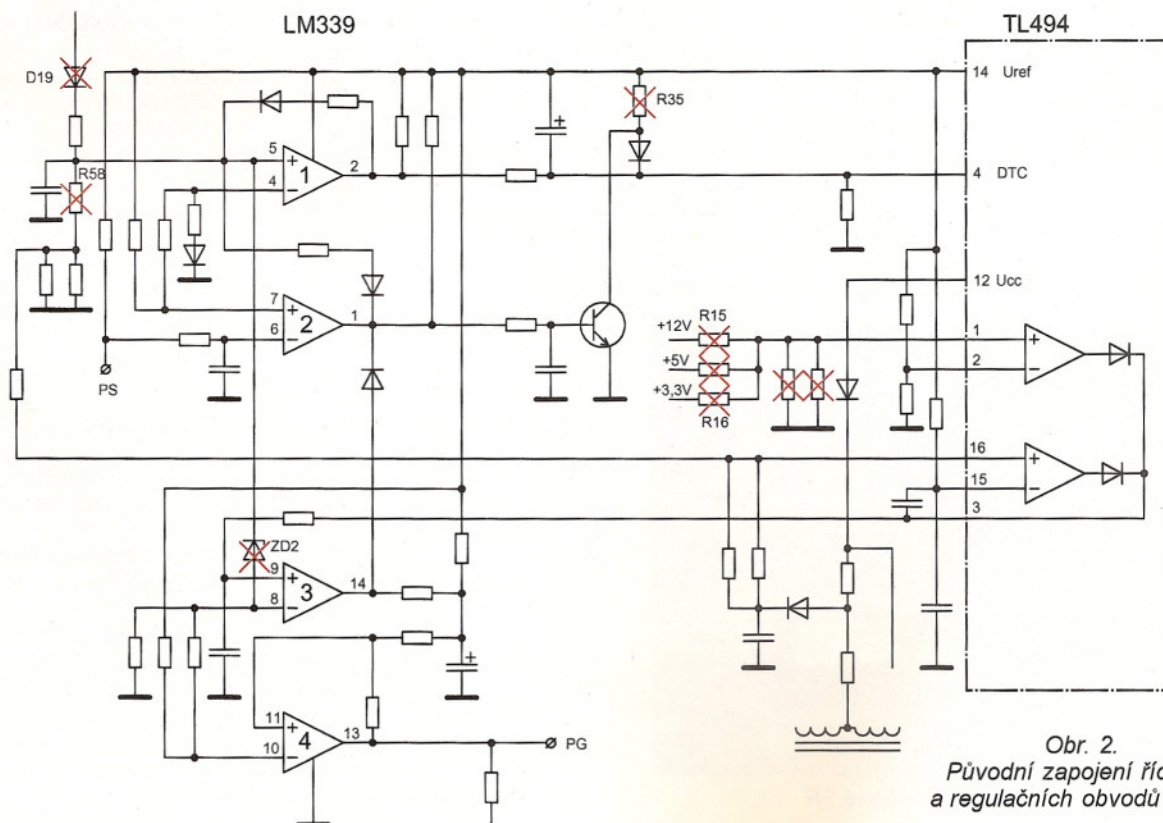 LM339
TL494
D19
14 Uref
R35
5
4
1
2
R58
4 DTC
12 Ucc
7
6
2
1
+12V R15
+5V
+3,3V
R16
1
2
PS
16
15
3
ZD2
9
8
3
14
11
10
4
13
PG
Obr. 2.
Původní zapojení říd
a regulačních obvodů